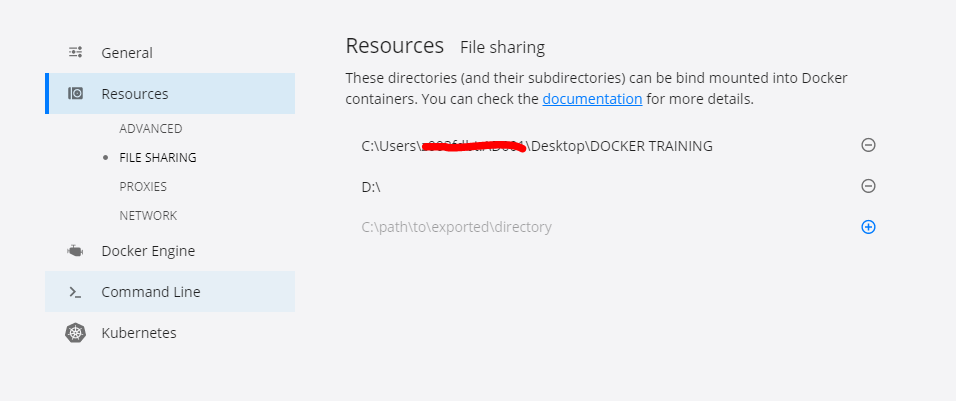 General
Resources
ADVANCED
FILE SHARING
PROXIES
NETWORK
Docker Engine
Command Line
Kubernetes
Resources File sharing
These directories (and their subdirectories) can be bind mounted into Docker
containers. You can check the documentation for more details.
C:\Users\ \Desktop\DOCKER TRAINING
D:\
C:\path\to\exported\directory